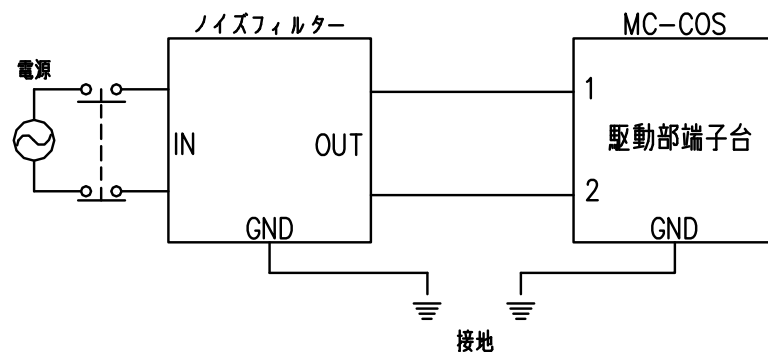 ノイズフィルター
MC-COS
電源
1
IN
OUT
駆動部端子台
2
GND
GND
接地